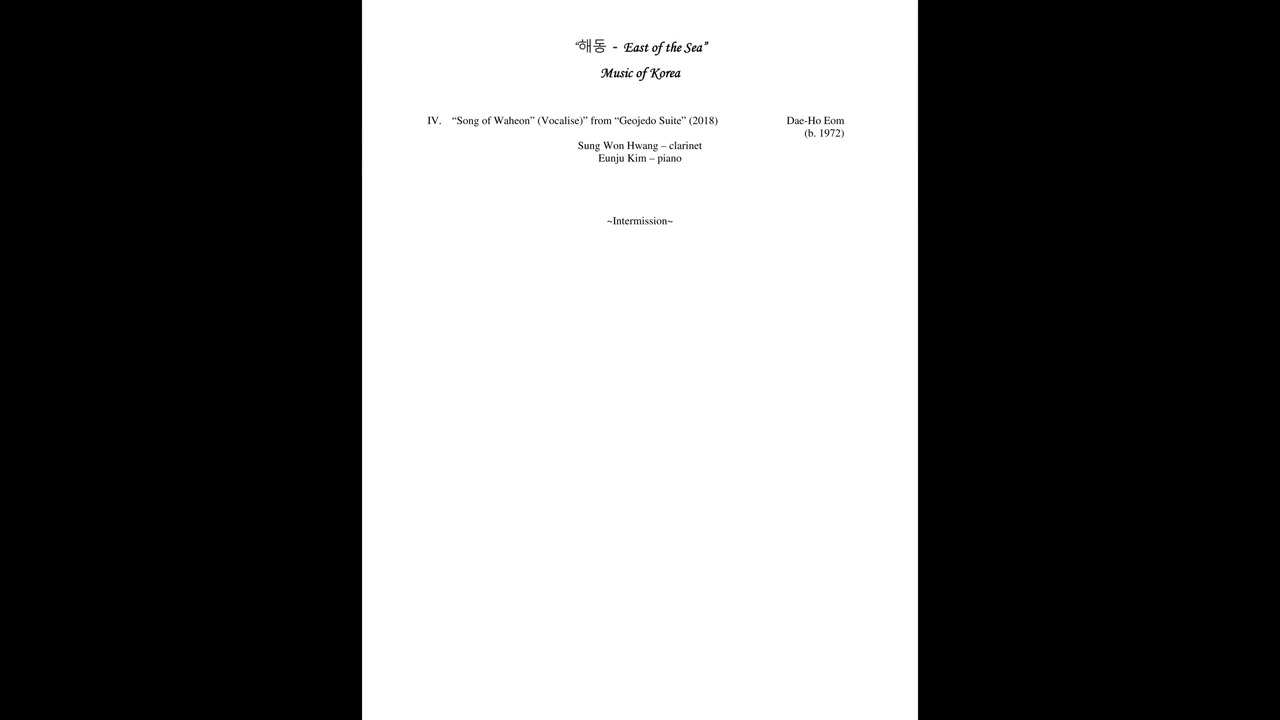 “해동 - East of the Sea”
Music of Korea
IV. “Song of Waheon” (Vocalise)” from “Geojedo Suite” (2018) Dae-Ho Eom
(b. 1972)
Sung Won Hwang – clarinet
Eunju Kim – piano
~Intermission~